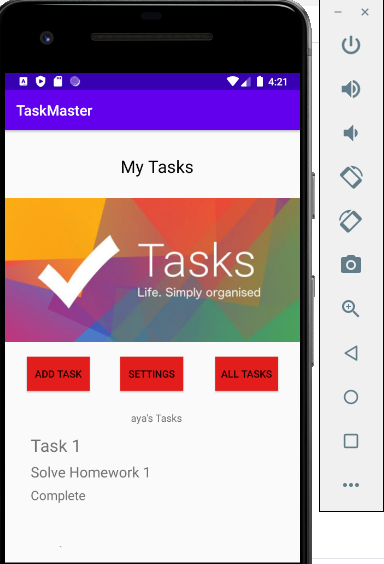 4:21
TaskMaster
My Tasks
Tasks
Life. Simply organised
ADD TASK
SETTINGS
ALL TASKS
aya's Tasks
Task 1
Solve Homework 1
Complete